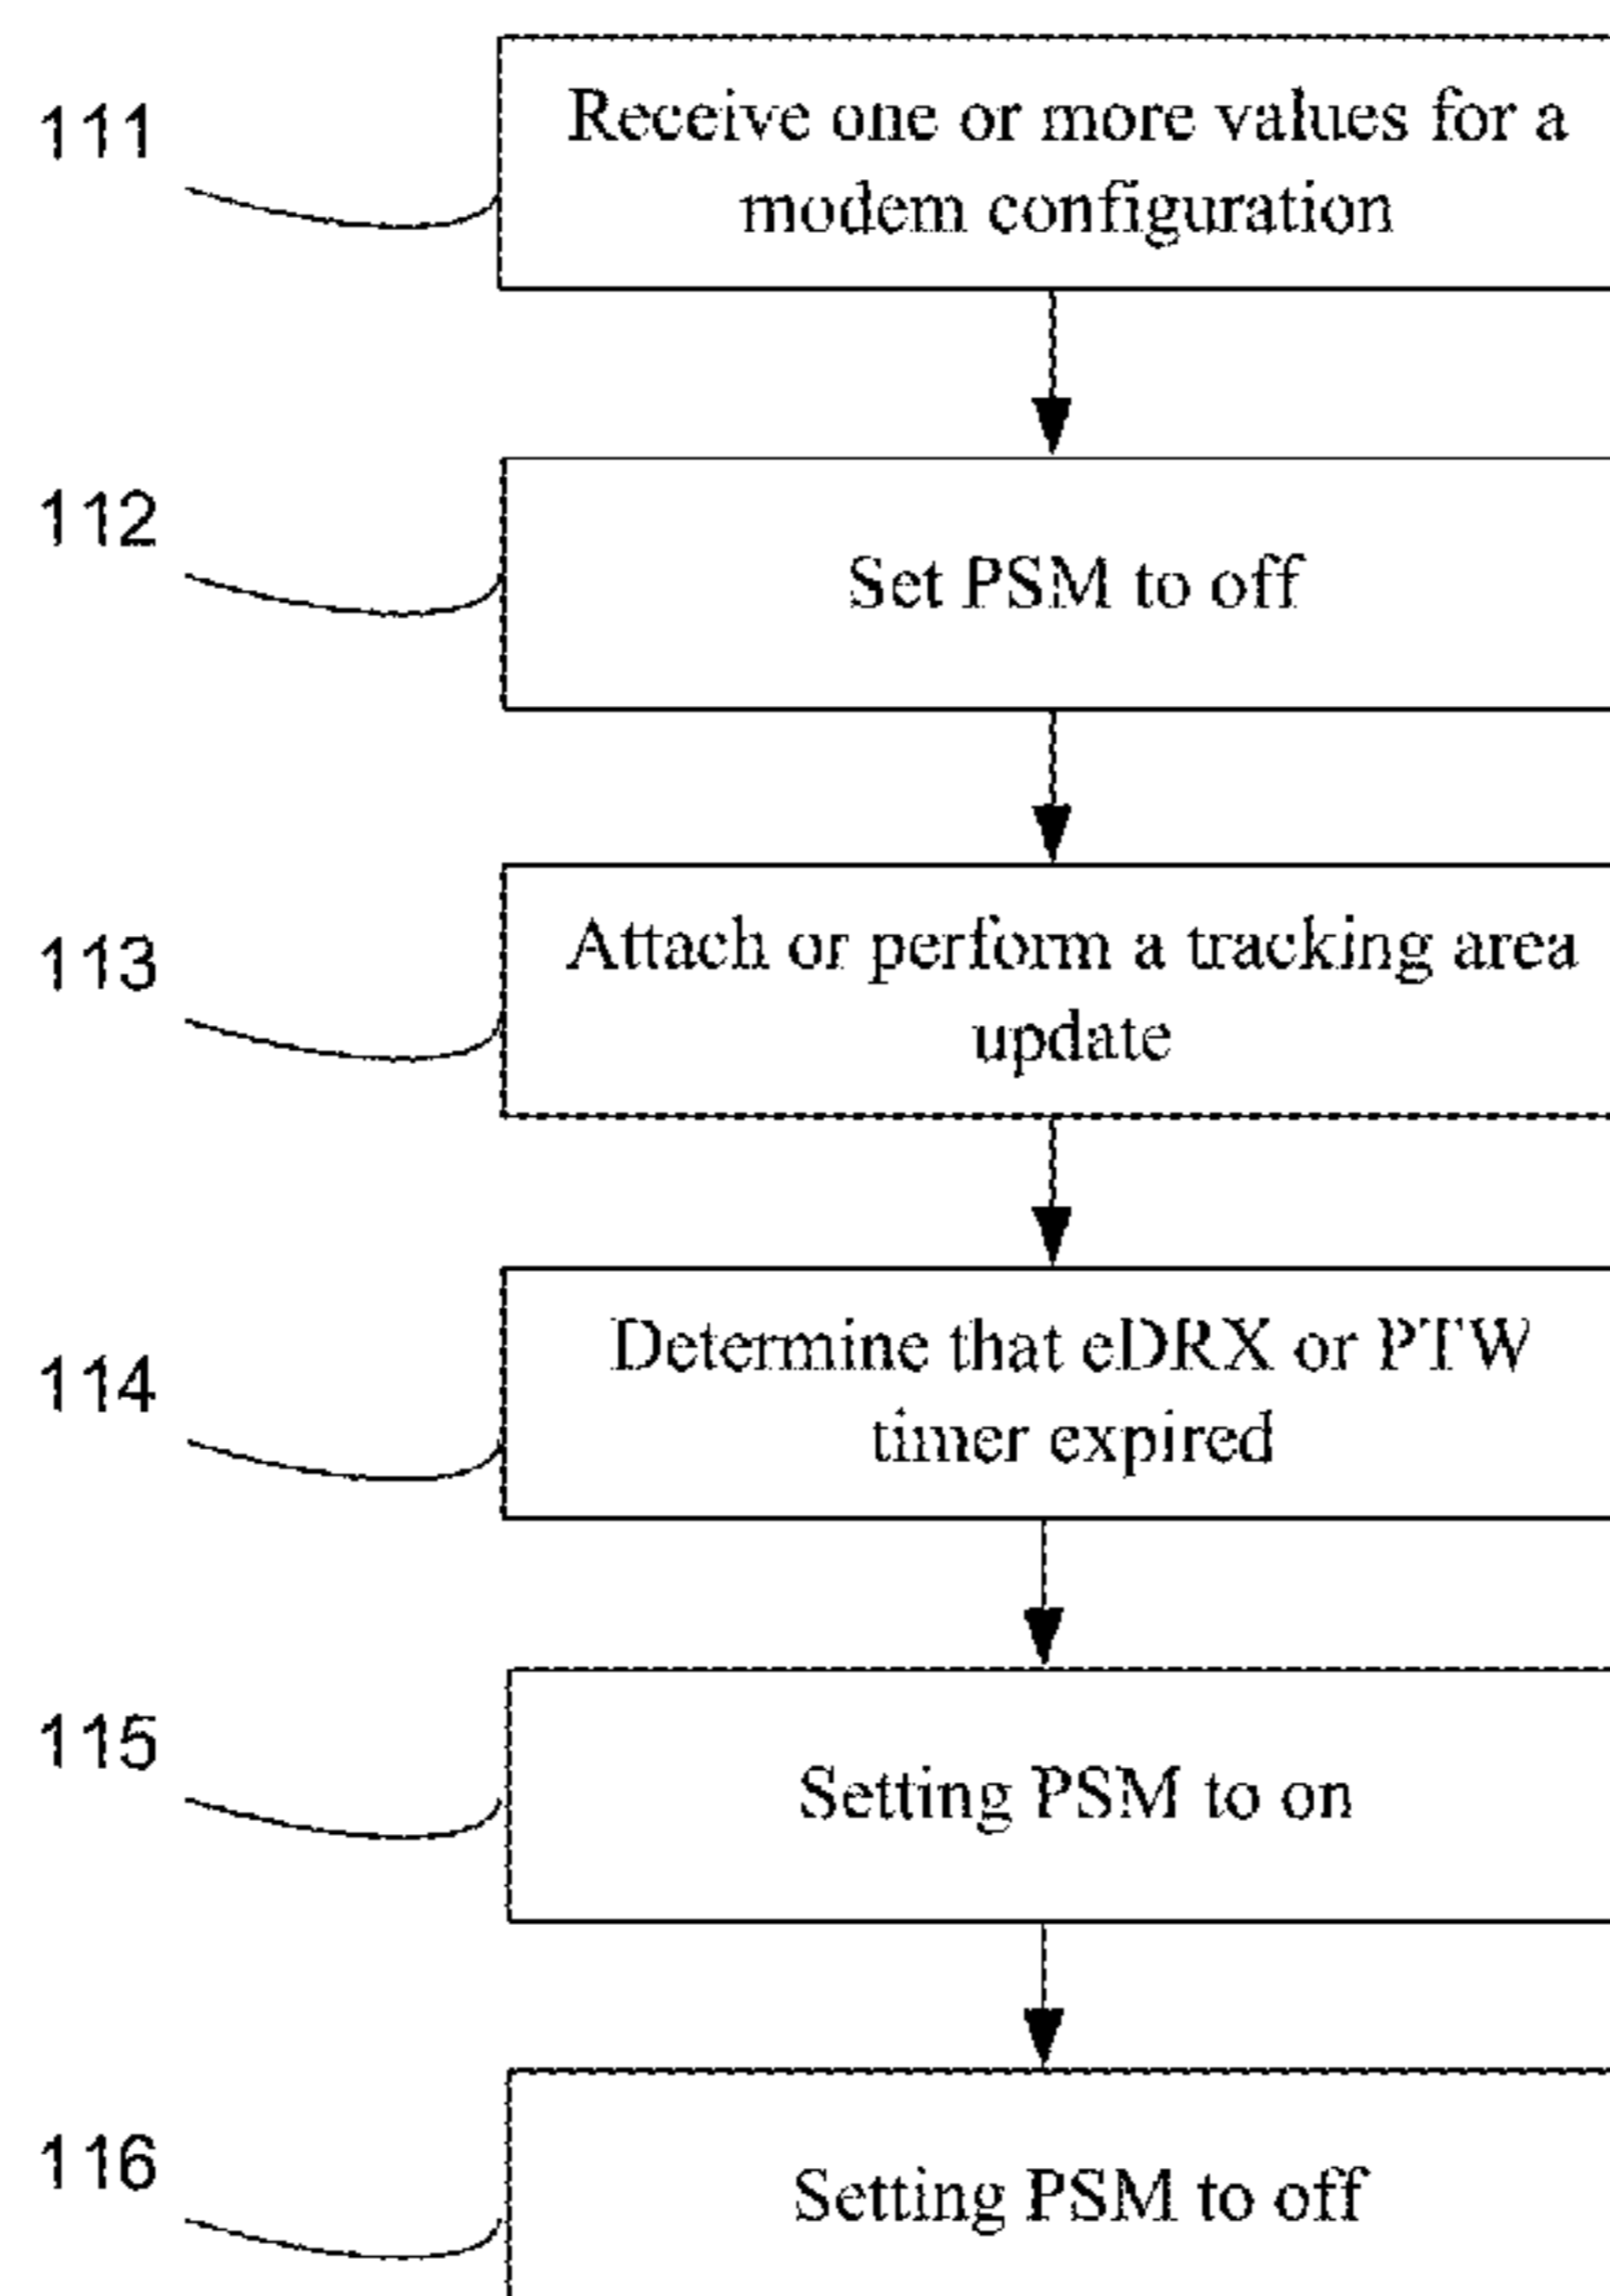 111
Receive one or more values for a
modem configuration
112
Set PSM to off
113
Attach or perform a tracking area
update
114
Determine that eDRX or PTW
timer expired
115
Setting PSM to on
116
Setting PSM to off